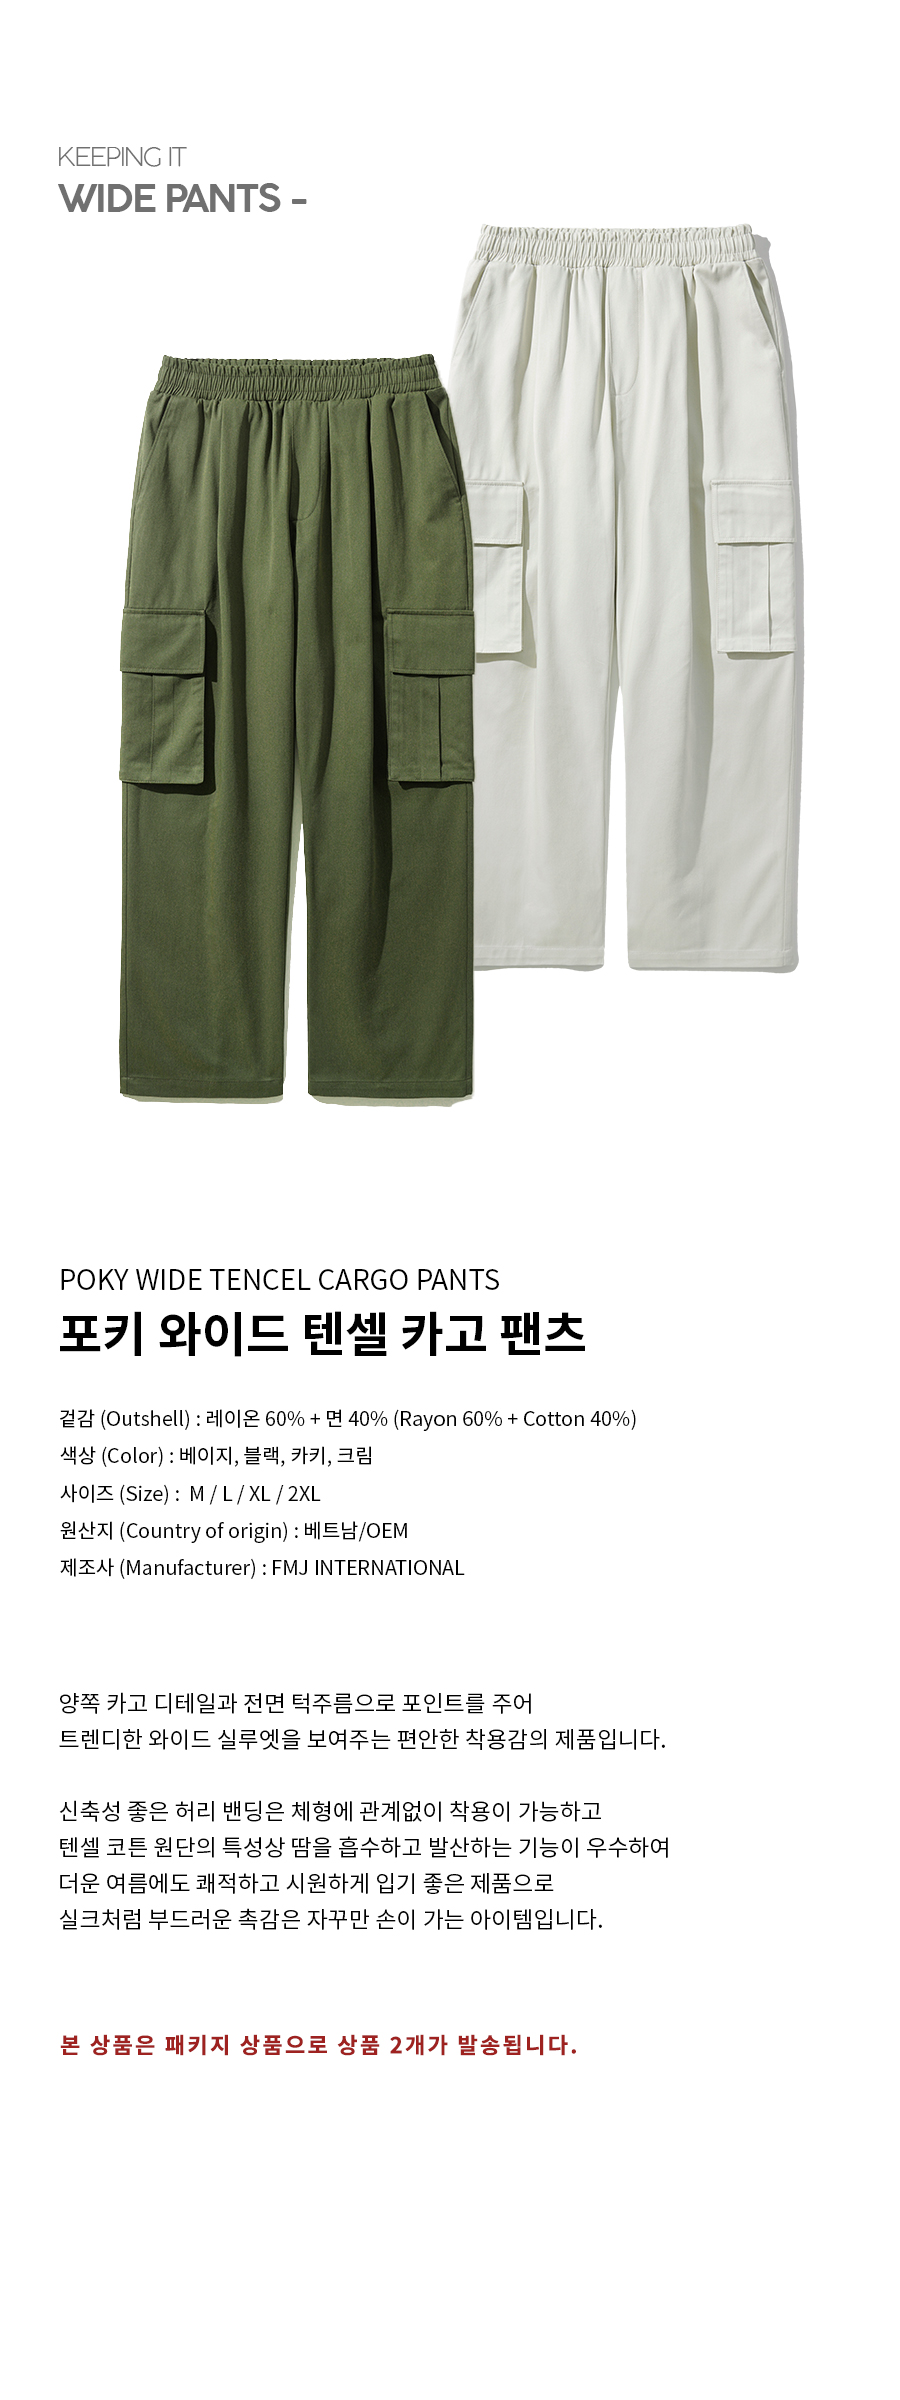 KEEPING IT
WIDE PANTS -
POKY WIDE TENCEL CARGO PANTS
포키 와이드 텐셀 카고 팬츠
겉감 (Outshell) : 레이온 60% + 면 40% (Rayon 60% + Cotton 40%)
색상 (Color) : 베이지, 블랙, 카키, 크림
사이즈 (Size) :  M / L / XL / 2XL
원산지 (Country of origin) : 베트남/OEM
제조사 (Manufacturer) : FMJ INTERNATIONAL
양쪽 카고 디테일과 전면 턱주름으로 포인트를 주어
트렌디한 와이드 실루엣을 보여주는 편안한 착용감의 제품입니다.
신축성 좋은 허리 밴딩은 체형에 관계없이 착용이 가능하고
텐셀 코튼 원단의 특성상 땀을 흡수하고 발산하는 기능이 우수하여
더운 여름에도 쾌적하고 시원하게 입기 좋은 제품으로
실크처럼 부드러운 촉감은 자꾸만 손이 가는 아이템입니다.
본 상품은 패키지 상품으로 상품 2개가 발송됩니다.